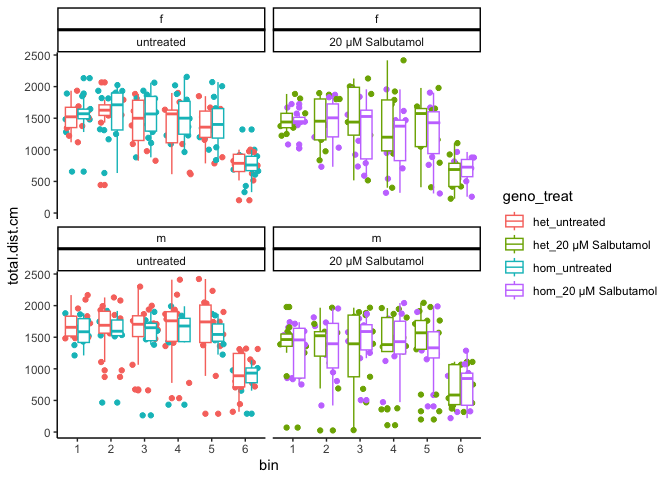 f
f
untreated
20 µM Salbutamol
2500
2000
1500
1000
500
0
m
m
untreated
20 µM Salbutamol
2500
2000
1500
1000
500
0
total.dist.cm
1 2 3 4 5 6
1 2 3 4 5 6
bin
geno_treat
het_untreated
het_20 µM Salbutamol
hom_untreated
hom_20 µM Salbutamol